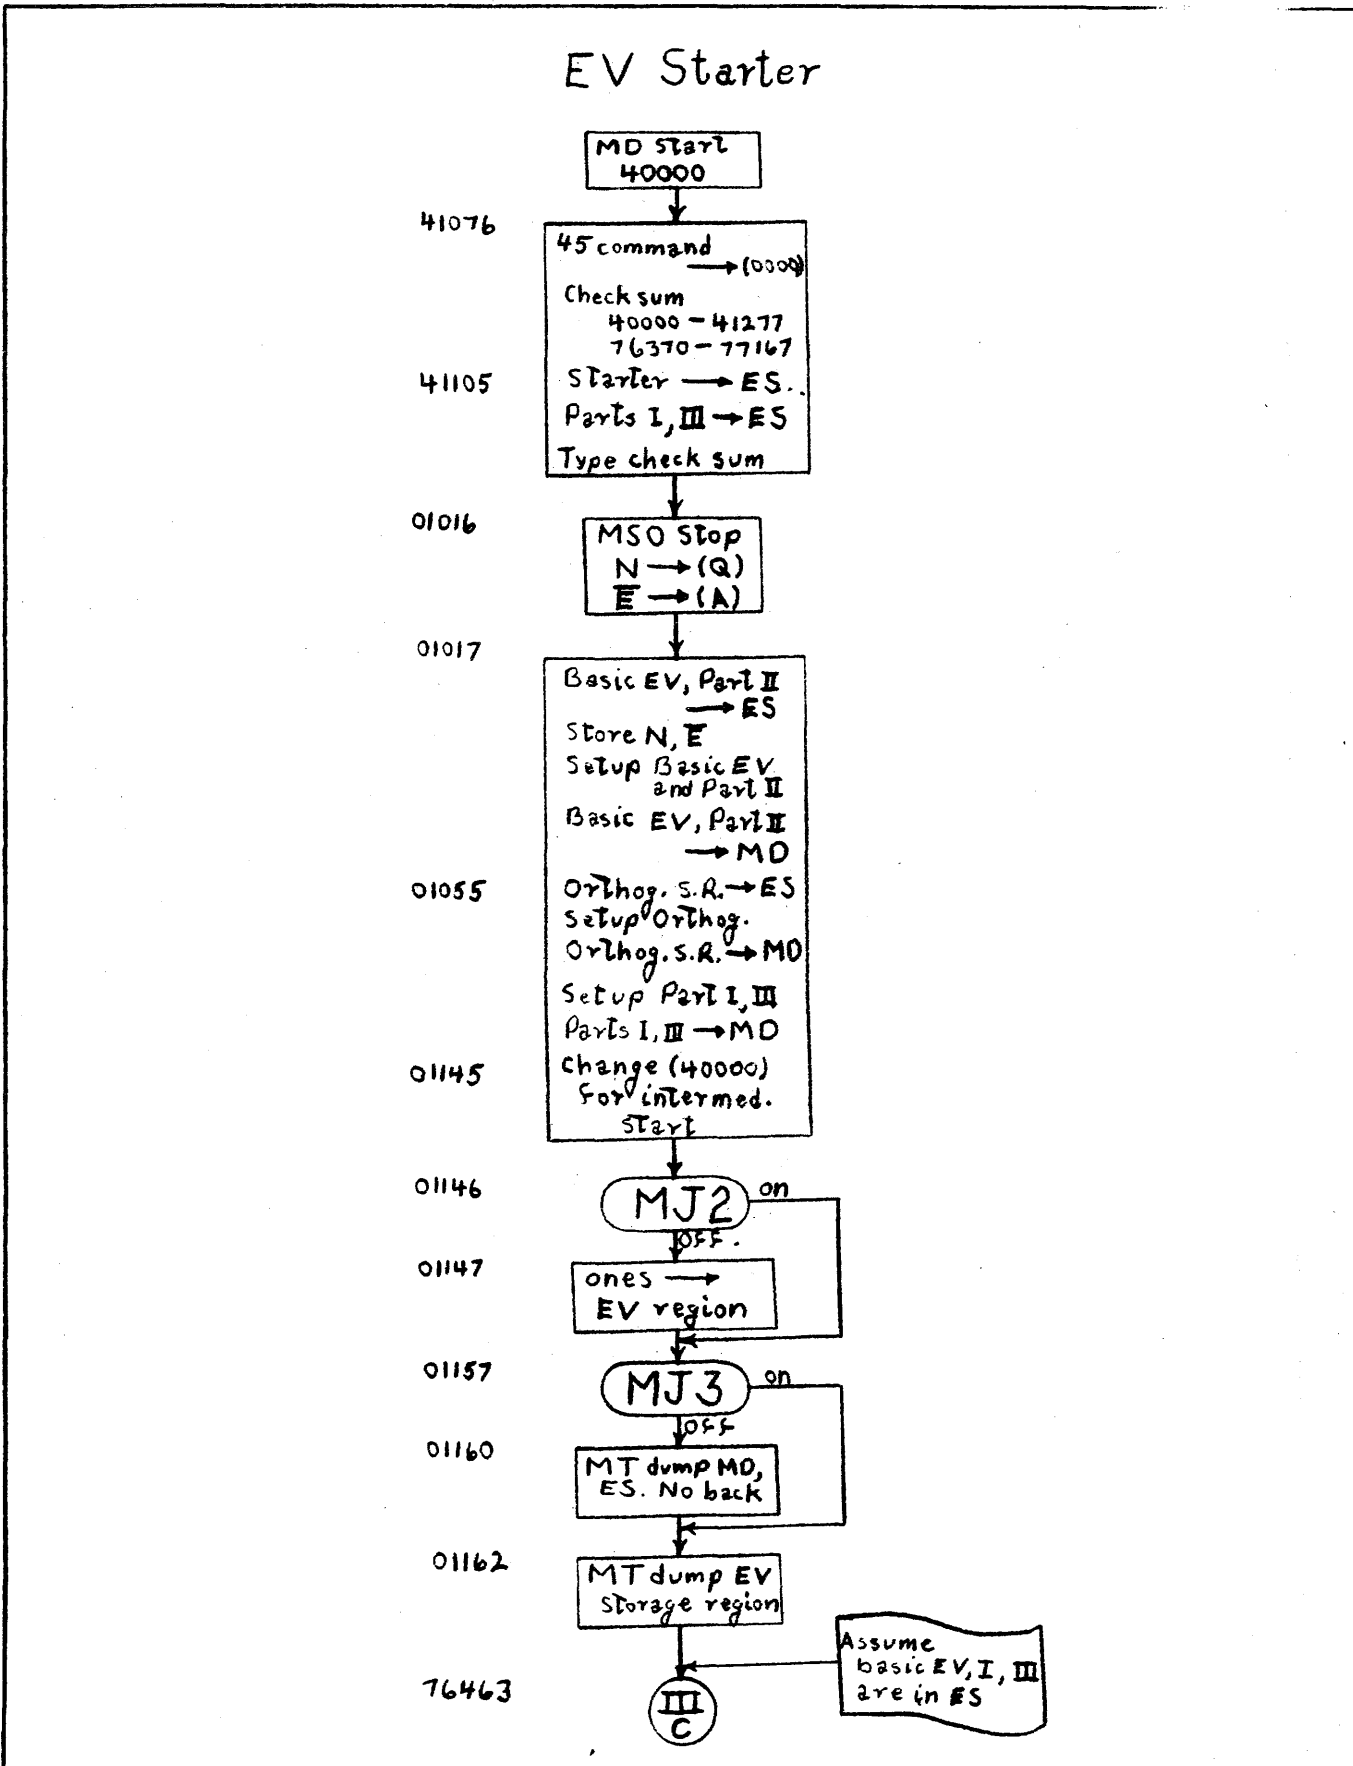 EV Starter
MD Start
40000
41076
45 command
→(0000)
Check sum
40000 - 41277
76370 - 77167
41105
Starter → ES.
Parts I, III → ES
Type check sum
01016
MSO Stop
N → (Q)
E̅ → (A)
01017
Basic EV, Part II
→ ES
Store N, E̅
Setup Basic EV
and Part II
Basic EV, Part II
→ MD
01055
Orthog. S.R. → ES
Setup Orthog.
Orthog. S.R. → MD
Setup Part I, III
Parts I, III → MD
01145
Change (40000)
for intermed.
start
01146
MJ2
on
OFF.
01147
ones →
EV region
01157
MJ3
on
OFF
01160
MT dump MD,
ES. No back
01162
MT dump EV
storage region
Assume
basic EV, I, III
are in ES
76463
III
C